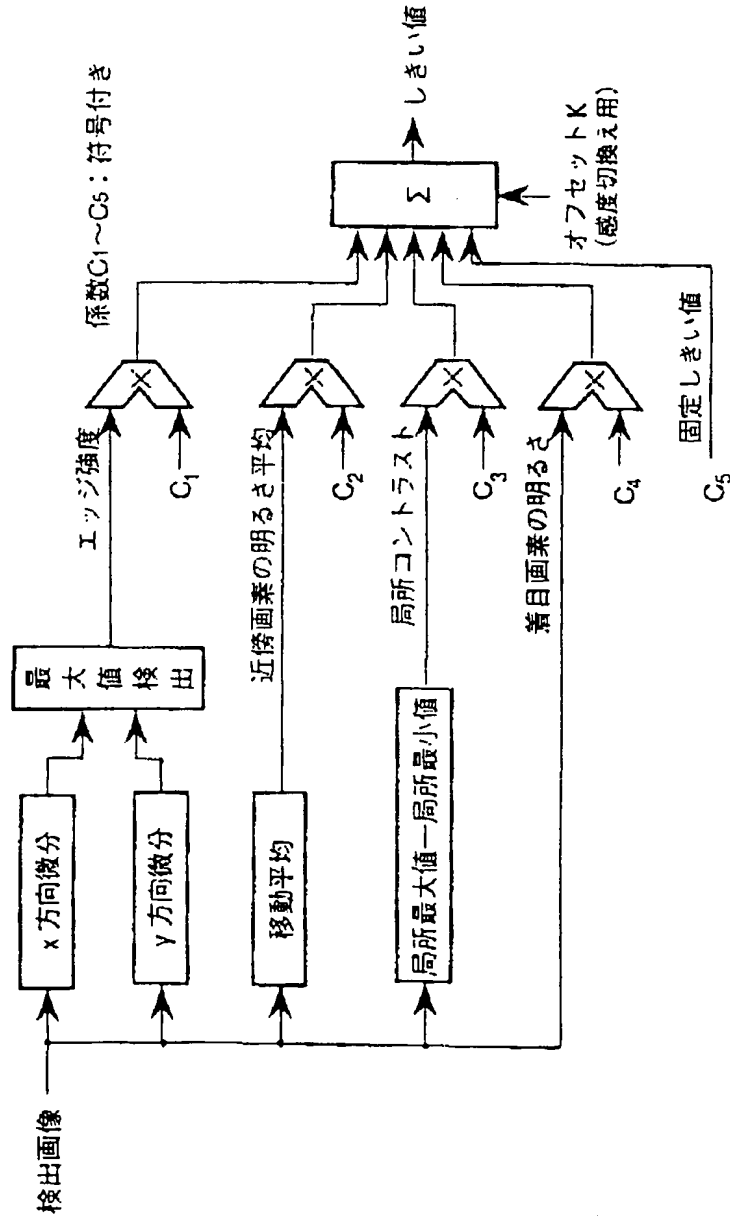 検出画像
x 方向微分
y 方向微分
最大値検出
エッジ強度
C1
×
係数C1～C5：符号付き
移動平均
近傍画素の明るさ平均
C2
×
局所最大値－局所最小値
局所コントラスト
C3
×
着目画素の明るさ
C4
×
固定しきい値
C5
Σ
しきい値
オフセットK
(感度切換え用)